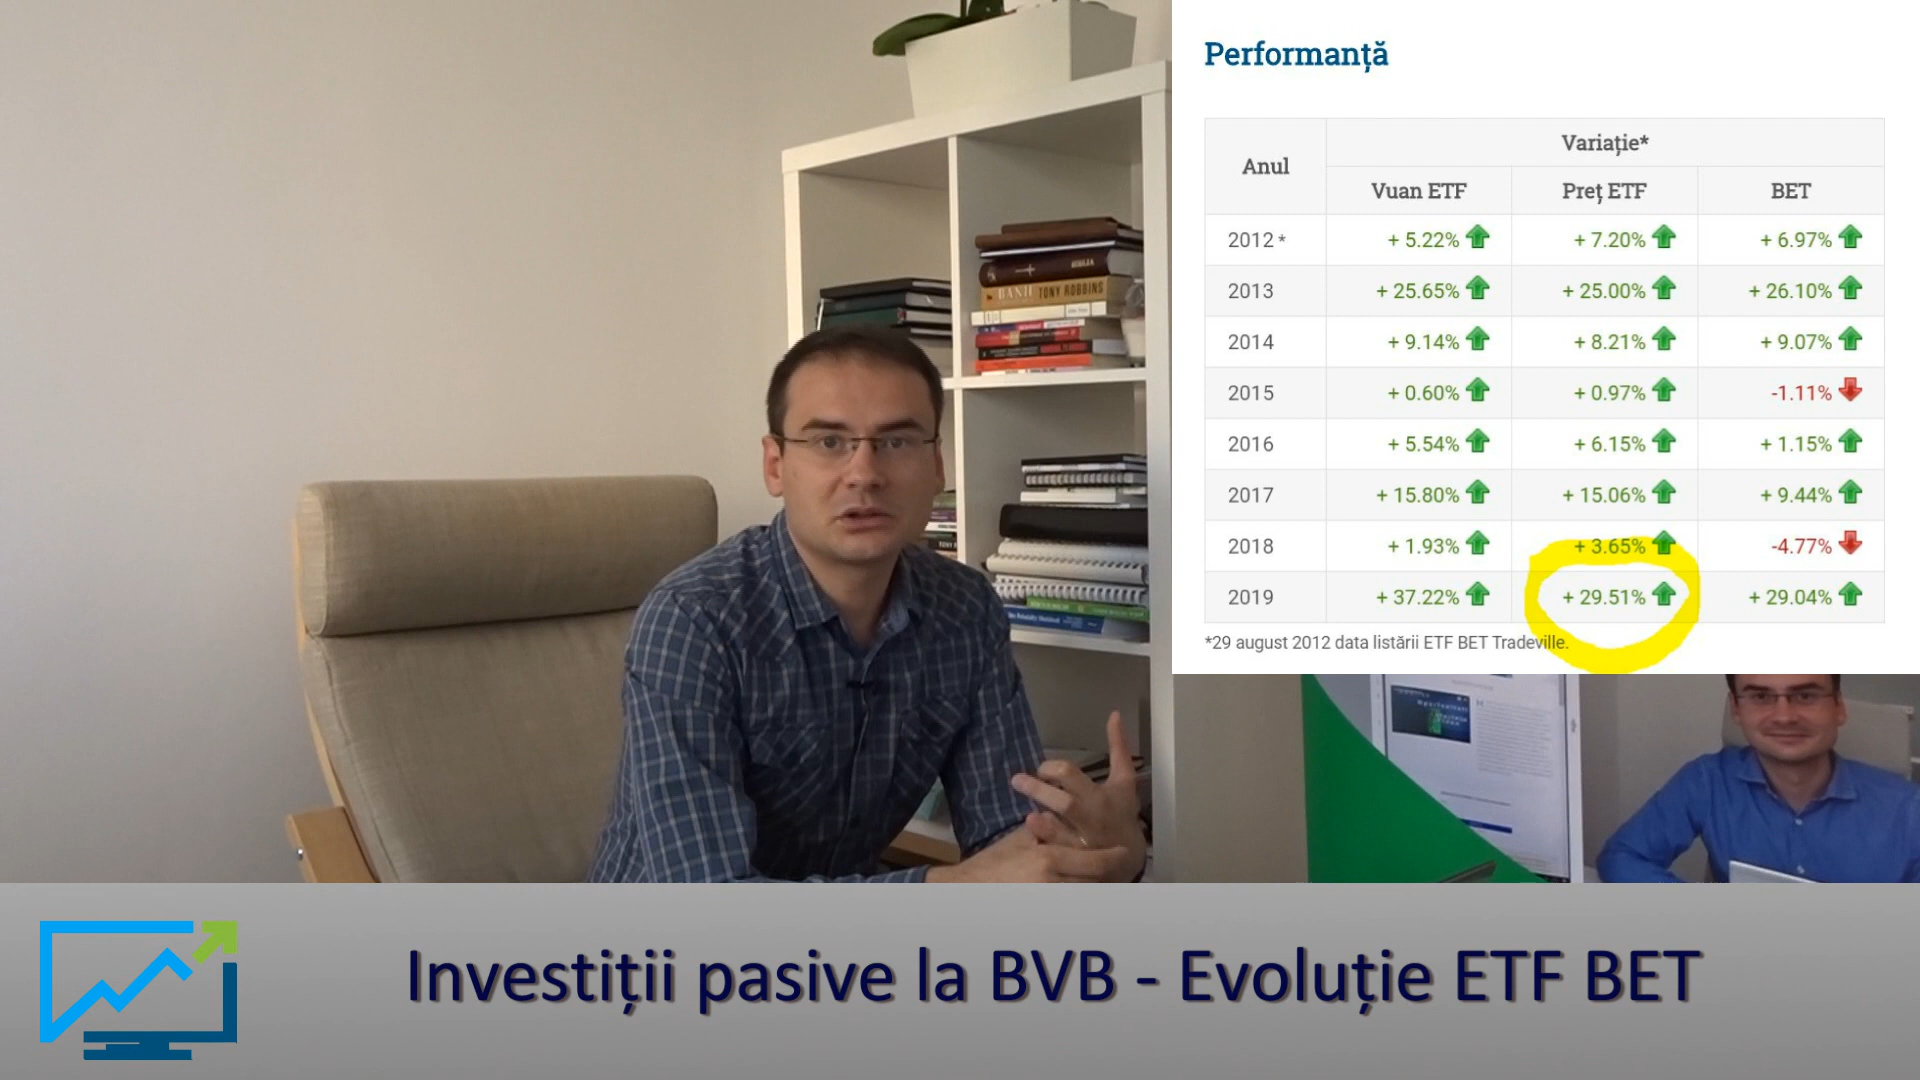 Performanță
Anul
Variație*
Vuan ETF Preț ETF BET
2012 * + 5.22% + 7.20% + 6.97%
2013 + 25.65% + 25.00% + 26.10%
2014 + 9.14% + 8.21% + 9.07%
2015 + 0.60% + 0.97% -1.11%
2016 + 5.54% + 6.15% + 1.15%
2017 + 15.80% + 15.06% + 9.44%
2018 + 1.93% + 3.65% -4.77%
2019 + 37.22% + 29.51% + 29.04%
*29 august 2012 data listării ETF BET Tradeville.
BIBLIA
BANII TONY ROBBINS
Investiții pasive la BVB - Evoluție ETF BET